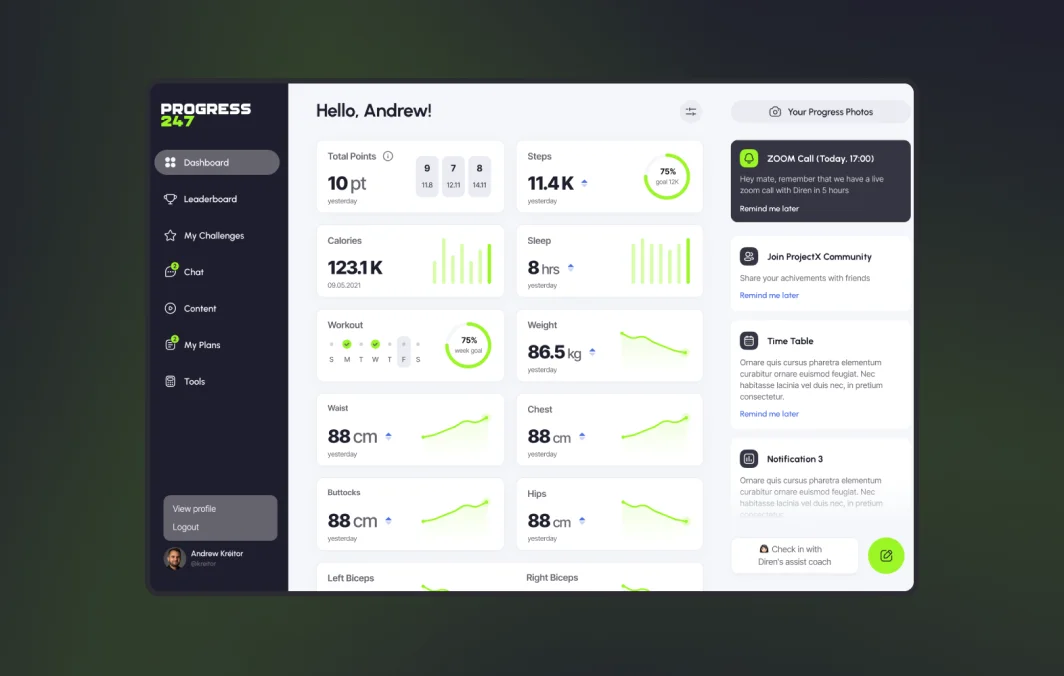 PROGRESS
247
Dashboard
Leaderboard
My Challenges
2
Chat
Content
2
My Plans
Tools
View profile
Logout
Andrew Kréitor
@kreitor
Hello, Andrew!
Total Points
10 pt
yesterday
9 7 8
11.8 12.11 14.11
Steps
11.4 K
yesterday
75%
goal 12K
Calories
123.1 K
09.05.2021
Sleep
8 hrs
yesterday
Workout
S M T W T F S
75%
week goal
Weight
86.5 kg
yesterday
Waist
88 cm
yesterday
Chest
88 cm
yesterday
Buttocks
88 cm
yesterday
Hips
88 cm
yesterday
Left Biceps
Right Biceps
Your Progress Photos
ZOOM Call (Today. 17:00)
Hey mate, remember that we have a live
zoom call with Diren in 5 hours
Remind me later
Join ProjectX Community
Share your achivements with friends
Remind me later
Time Table
Ornare quis cursus pharetra elementum
curabitur ornare euismod feugiat. Nec
habitasse lacinia vel duis nec, in pretium
consectetur.
Remind me later
Notification 3
Ornare quis cursus pharetra elementum
curabitur ornare euismod feugiat. Nec
habitasse lacinia vel duis nec, in pretium
consectetur.
Check in with
Diren's assist coach